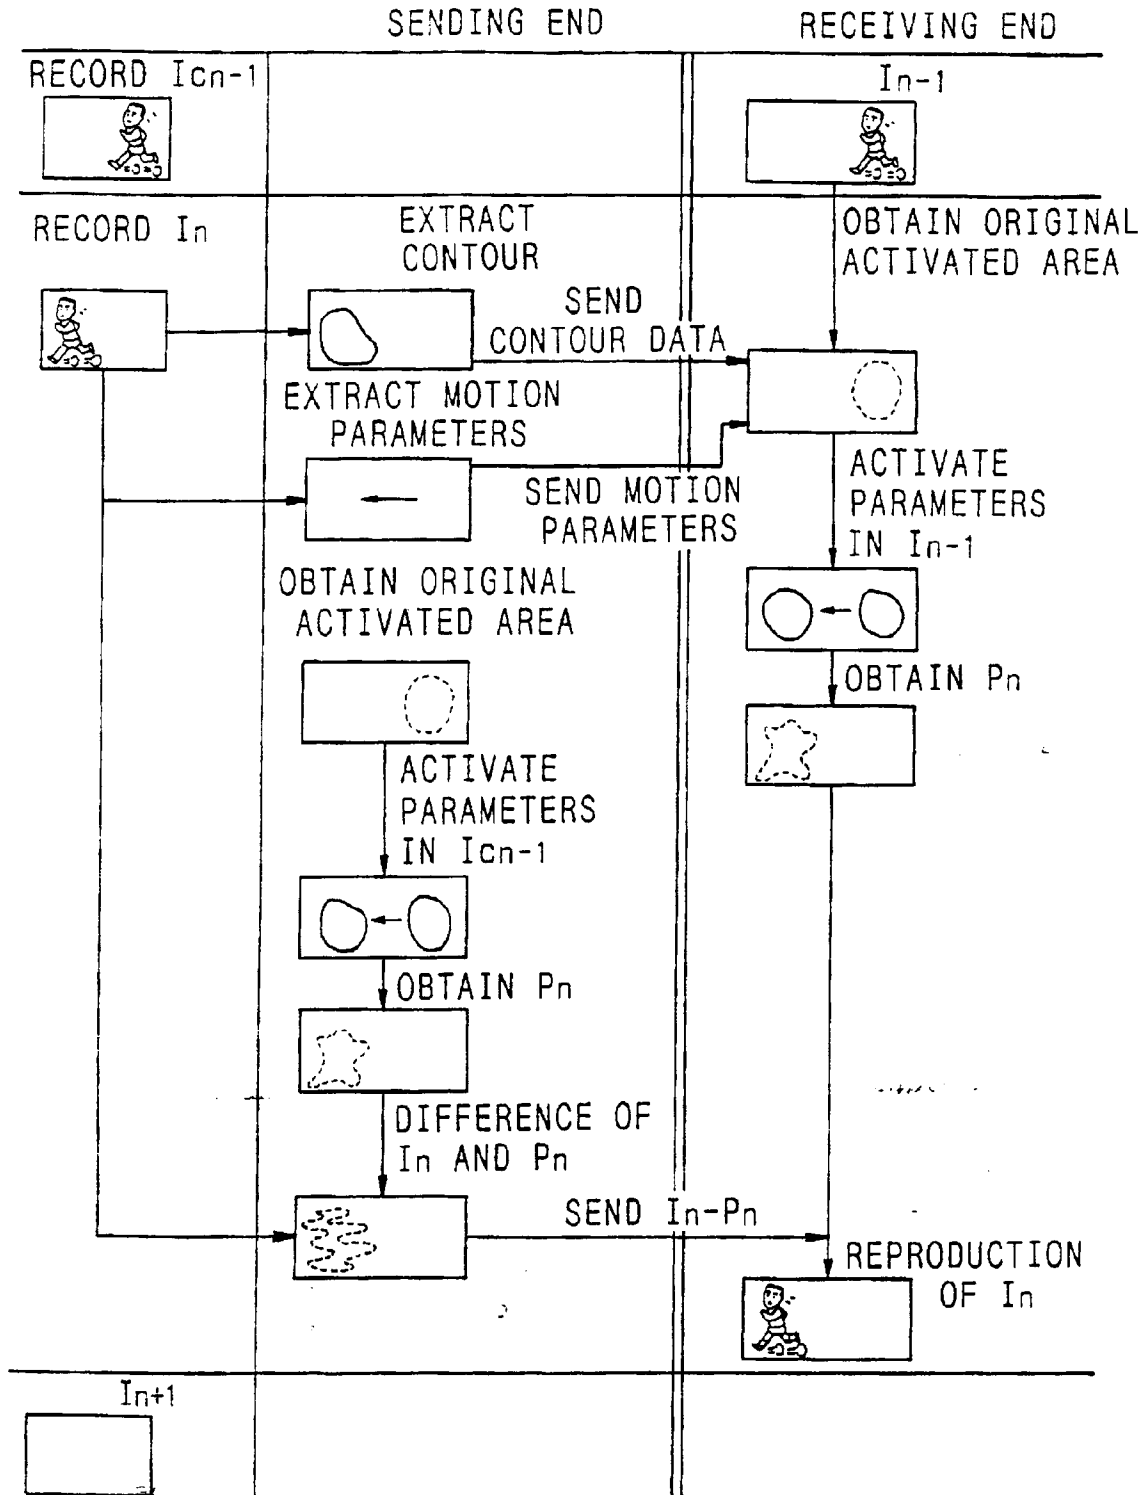 SENDING END
RECEIVING END
RECORD Icn-1
In-1
RECORD In
EXTRACT
CONTOUR
OBTAIN ORIGINAL
ACTIVATED AREA
SEND
CONTOUR DATA
EXTRACT MOTION
PARAMETERS
SEND MOTION
PARAMETERS
ACTIVATE
PARAMETERS
IN In-1
OBTAIN ORIGINAL
ACTIVATED AREA
OBTAIN Pn
ACTIVATE
PARAMETERS
IN Icn-1
OBTAIN Pn
DIFFERENCE OF
In AND Pn
SEND In-Pn
REPRODUCTION
OF In
In+1